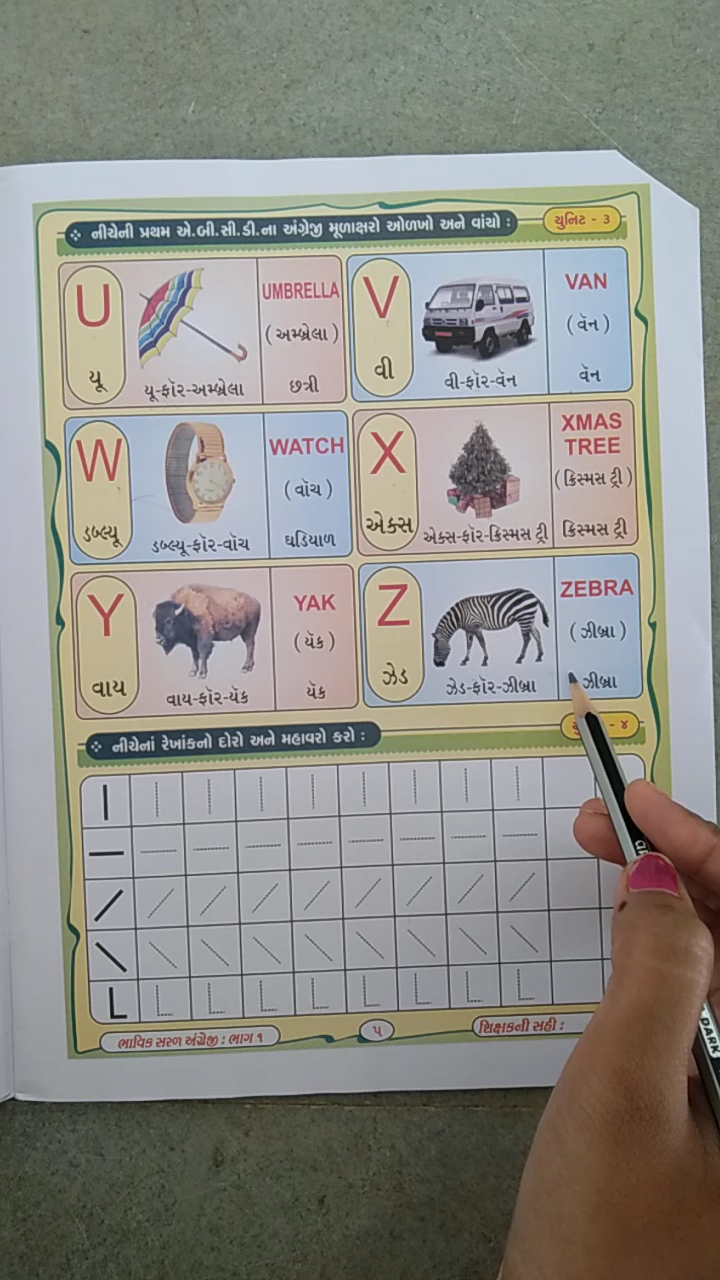 ❖ નીચેની પ્રથમ એ.બી.સી.ડી.ના અંગ્રેજી મૂળાક્ષરો ઓળખો અને વાંચો :
યુનિટ - 3
U
યૂ
યૂ-ફૉર-અમ્બ્રેલા
UMBRELLA
( અમ્બ્રેલા )
છત્રી
V
વી
વી-ફૉર-વૅન
VAN
( વૅન )
વૅન
W
ડબ્લ્યૂ
ડબ્લ્યૂ-ફૉર-વૉચ
WATCH
( વૉચ )
ઘડિયાળ
X
એક્સ
એક્સ-ફૉર-ક્રિસ્મસ ટ્રી
XMAS
TREE
( ક્રિસ્મસ ટ્રી )
ક્રિસ્મસ ટ્રી
Y
વાય
વાય-ફૉર-યૅક
YAK
( યૅક )
યૅક
Z
ઝેડ
ઝેડ-ફૉર-ઝીબ્રા
ZEBRA
( ઝીબ્રા )
ઝીબ્રા
- ૪
❖ નીચેનાં રેખાંકનો દોરો અને મહાવરો કરો :
L L L L L L L L L
ભાવિક સરળ અંગ્રેજી : ભાગ ૧
૫
શિક્ષકની સહી :
DARK